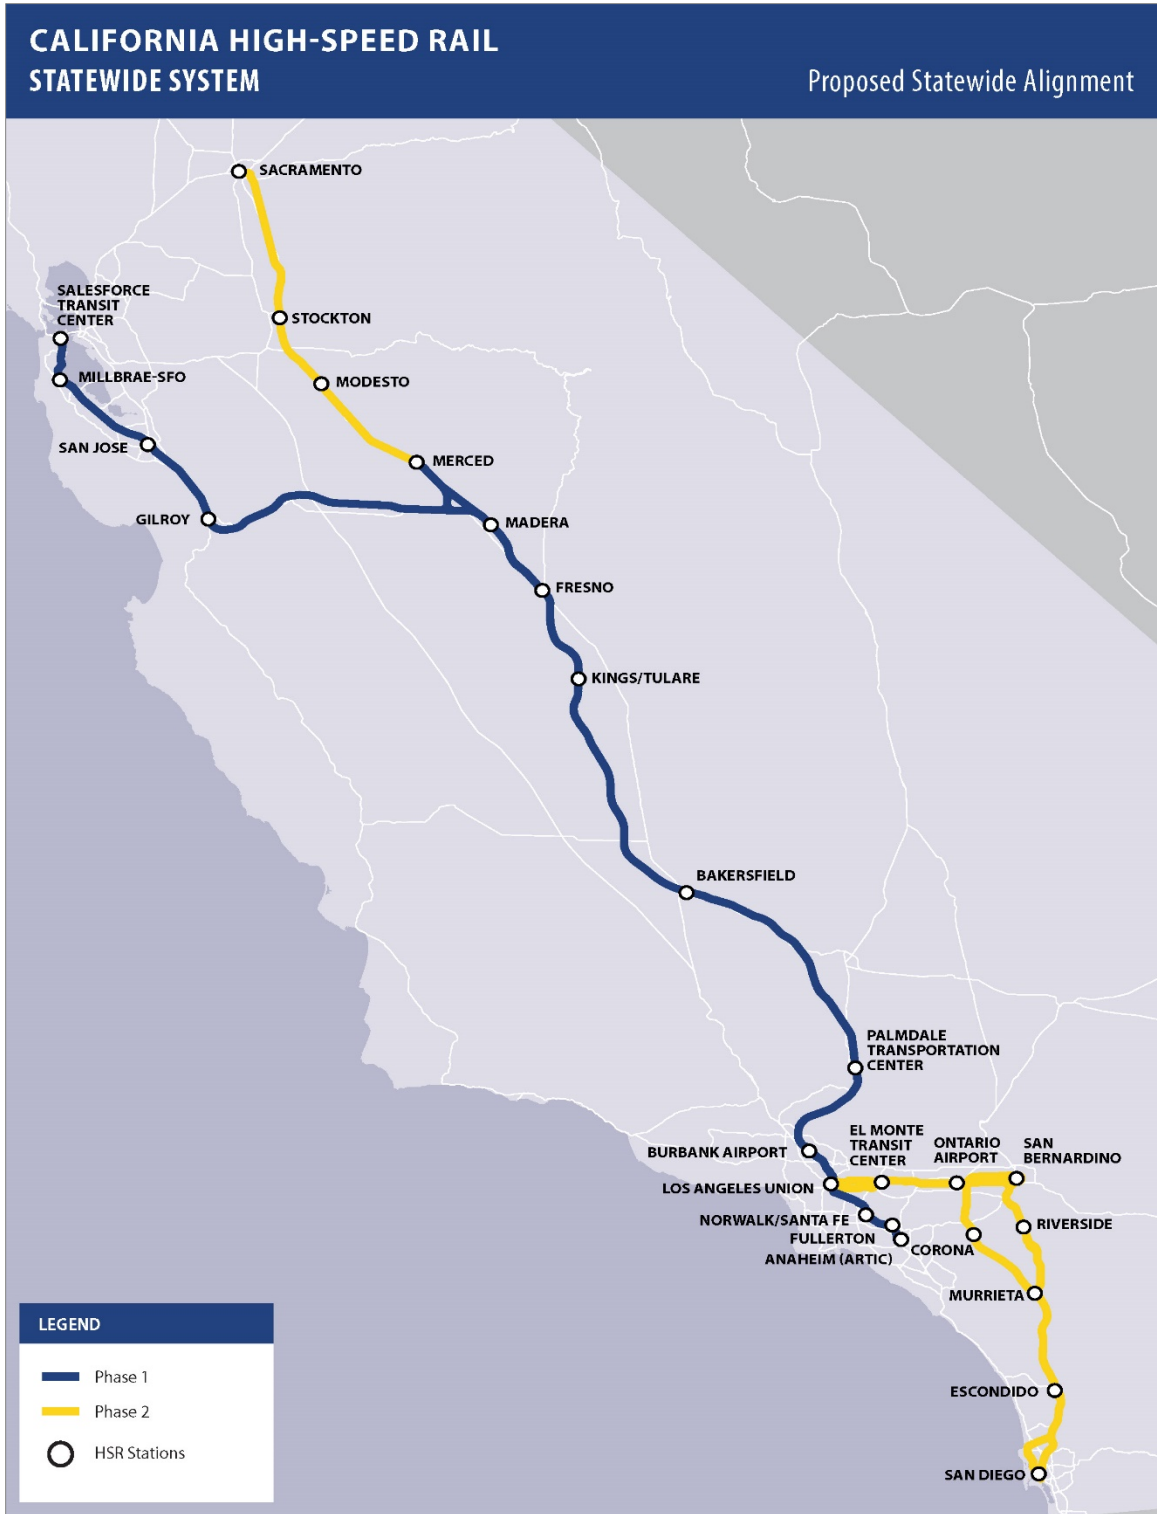 CALIFORNIA HIGH-SPEED RAIL
STATEWIDE SYSTEM
Proposed Statewide Alignment
SACRAMENTO
SALESFORCE
TRANSIT
CENTER
STOCKTON
MILLBRAE-SFO
MODESTO
SAN JOSE
MERCED
GILROY
MADERA
FRESNO
KINGS/TULARE
BAKERSFIELD
PALMDALE
TRANSPORTATION
CENTER
BURBANK AIRPORT
EL MONTE
TRANSIT
CENTER
ONTARIO
AIRPORT
SAN
BERNARDINO
LOS ANGELES UNION
NORWALK/SANTA FE
FULLERTON
ANAHEIM (ARTIC)
CORONA
RIVERSIDE
MURRIETA
ESCONDIDO
SAN DIEGO
LEGEND
Phase 1
Phase 2
HSR Stations